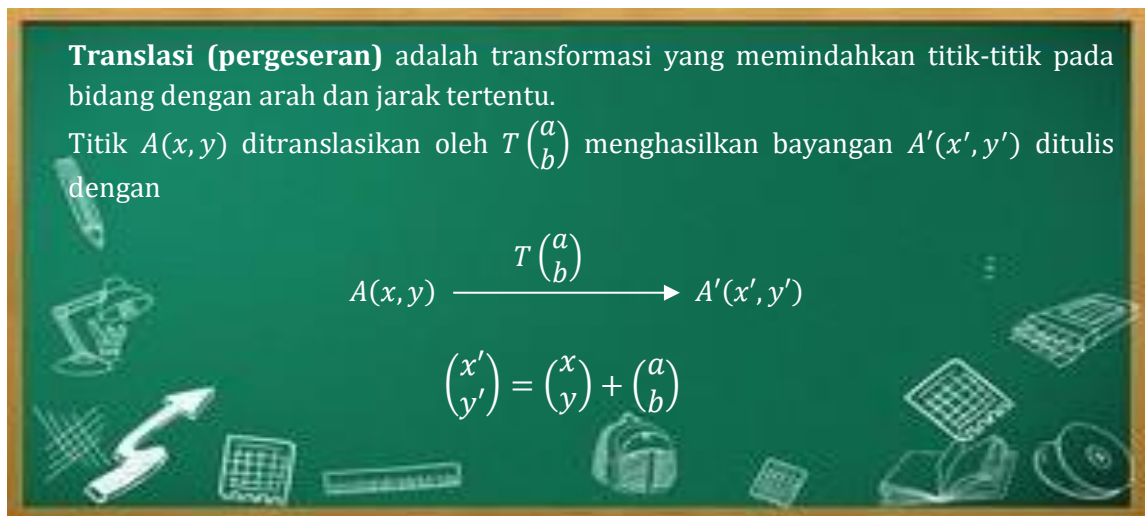 Translasi (pergeseran) adalah transformasi yang memindahkan titik-titik pada
bidang dengan arah dan jarak tertentu.
Titik A(x, y) ditranslasikan oleh T(a b) menghasilkan bayangan A′(x′, y′) ditulis
dengan
T(a b)
A(x, y) ⟶ A′(x′, y′)
(x′ y′) = (x y) + (a b)